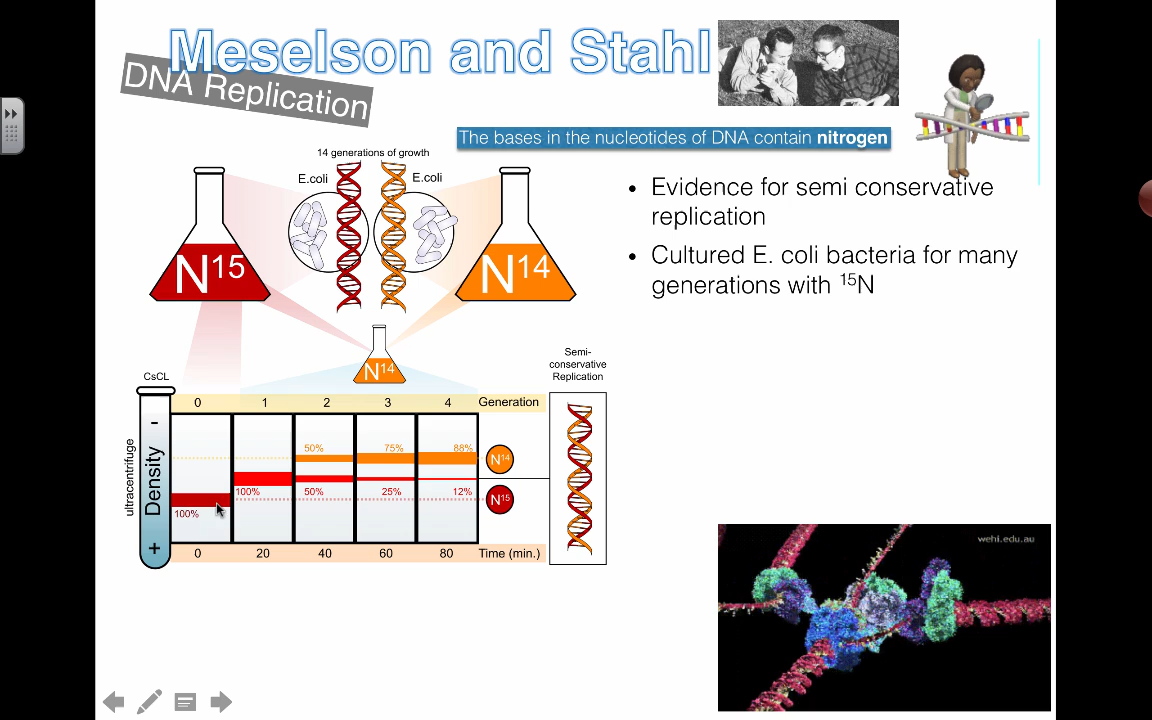 Meselson and Stahl
DNA Replication
The bases in the nucleotides of DNA contain nitrogen
14 generations of growth
E.coli
E.coli
N15
N14
• Evidence for semi conservative
replication
• Cultured E. coli bacteria for many
generations with 15N
N14
Semi-
conservative
Replication
CsCL
0 1 2 3 4 Generation
ultracentrifuge
- Density +
50% 75% 88%
N14
100% 50% 25% 12%
N15
100%
0 20 40 60 80 Time (min.)
wehi.edu.au